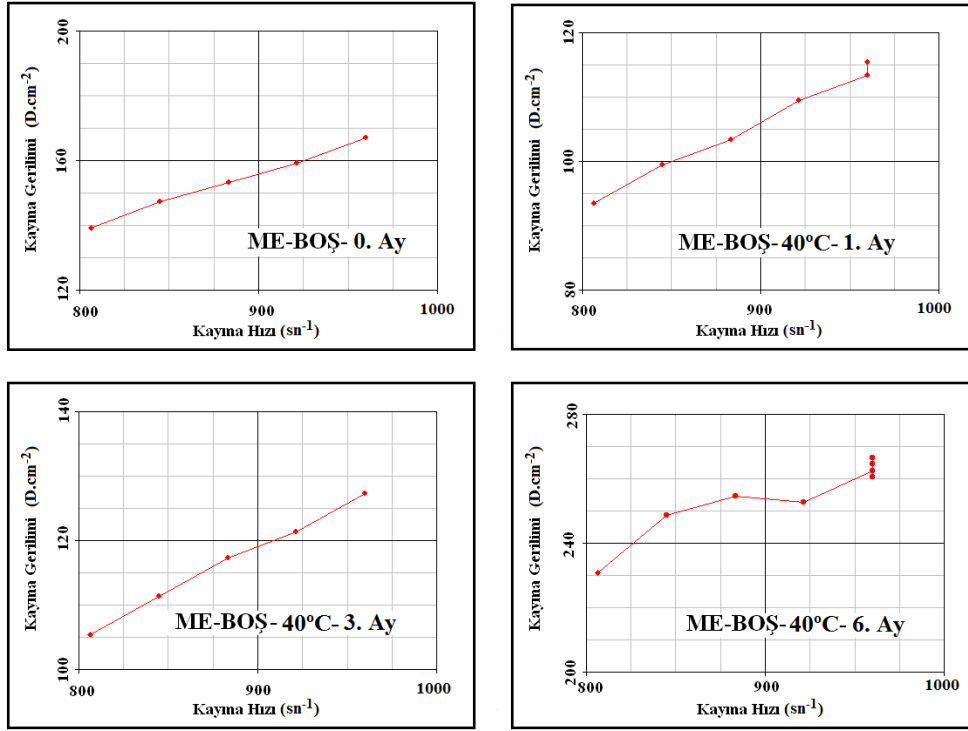 200
160
120
Kayma Gerilimi (D.cm-2)
ME-BOŞ- 0. Ay
800
900
1000
Kayma Hızı (sn-1)
120
100
80
Kayma Gerilimi (D.cm-2)
ME-BOŞ- 40ºC- 1. Ay
800
900
1000
Kayma Hızı (sn-1)
140
120
100
Kayma Gerilimi (D.cm-2)
ME-BOŞ- 40ºC- 3. Ay
800
900
1000
Kayma Hızı (sn-1)
280
240
200
Kayma Gerilimi (D.cm-2)
ME-BOŞ- 40ºC- 6. Ay
800
900
1000
Kayma Hızı (sn-1)